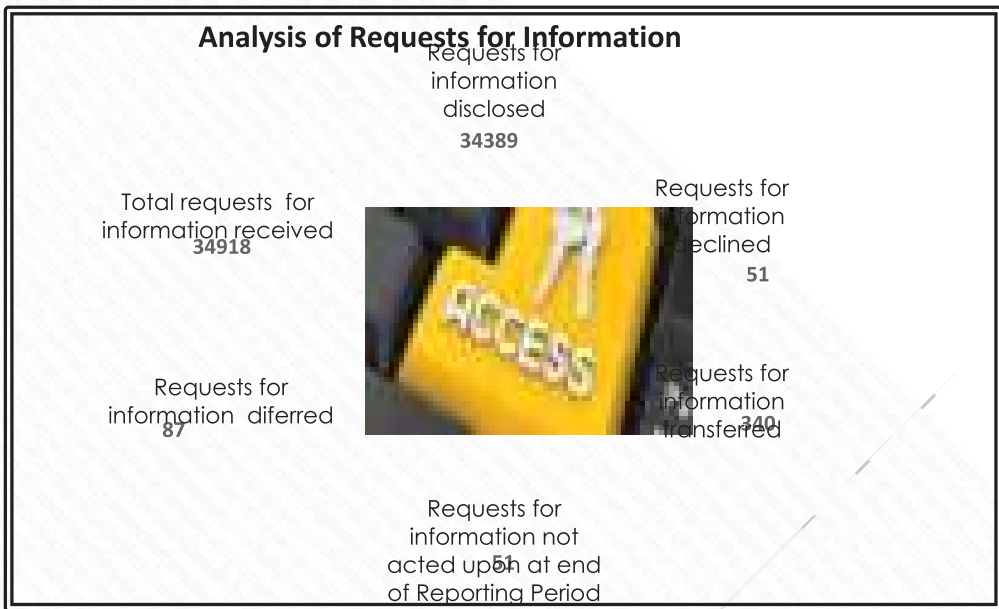 Analysis of Requests for Information
Requests for
information
disclosed
34389
Total requests for
information received
34918
Requests for
information
declined
51
ACCESS
Requests for
information diferred
87
Requests for
information
transferred
340
Requests for
information not
acted upon at end
of Reporting Period
51